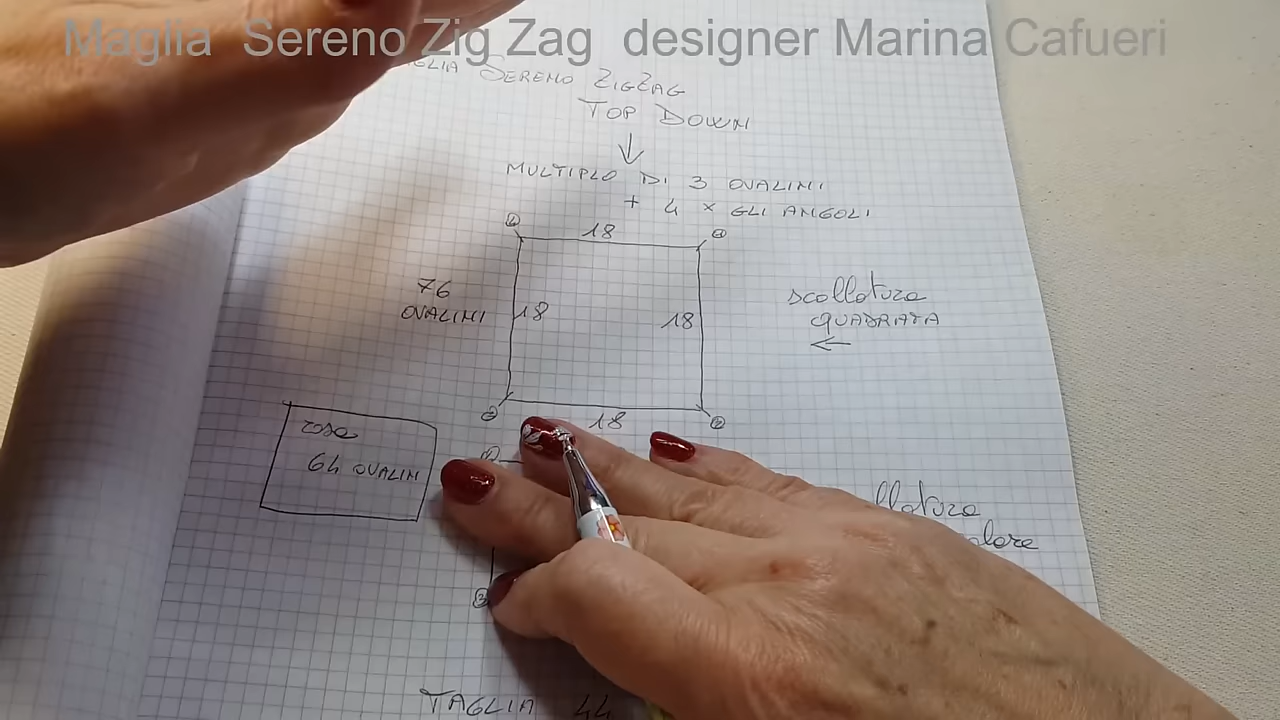 Maglia Sereno Zig Zag designer Marina Cafueri
SERENO ZIGZAG
TOP DOWN
MULTIPLO DI 3 OVALINI
+ 4 x GLI ANGOLI
18
76
OVALINI
18
18
scollatura
QUADRATA
18
rosa
64 OVALINI
TAGLIA 44